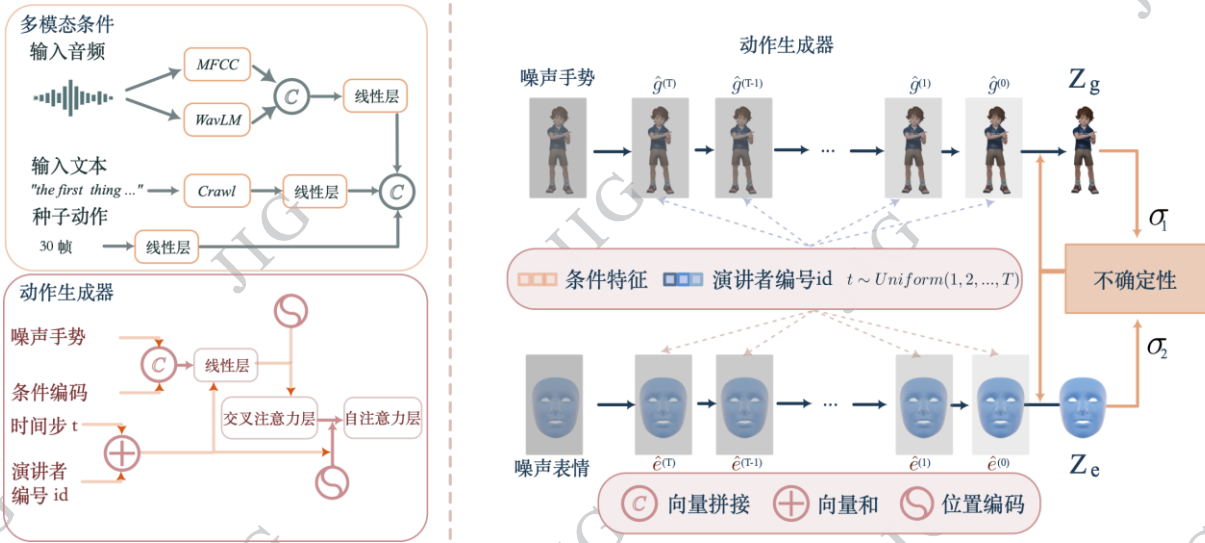 多模态条件
输入音频
MFCC
WavLM
C
线性层
输入文本
"the first thing ..."
Crawl
线性层
C
种子动作
30 帧
线性层
动作生成器
噪声手势
C
线性层
条件编码
时间步 t
交叉注意力层
自注意力层
演讲者
编号 id
动作生成器
噪声手势
ĝ(T)
ĝ(T-1)
ĝ(1)
ĝ(0)
Zg
...
σ1
条件特征
演讲者编号id
t ~ Uniform(1, 2, ..., T)
不确定性
σ2
...
噪声表情
ê(T)
ê(T-1)
ê(1)
ê(0)
Ze
C 向量拼接
向量和
位置编码
JIG
JIG
JIG